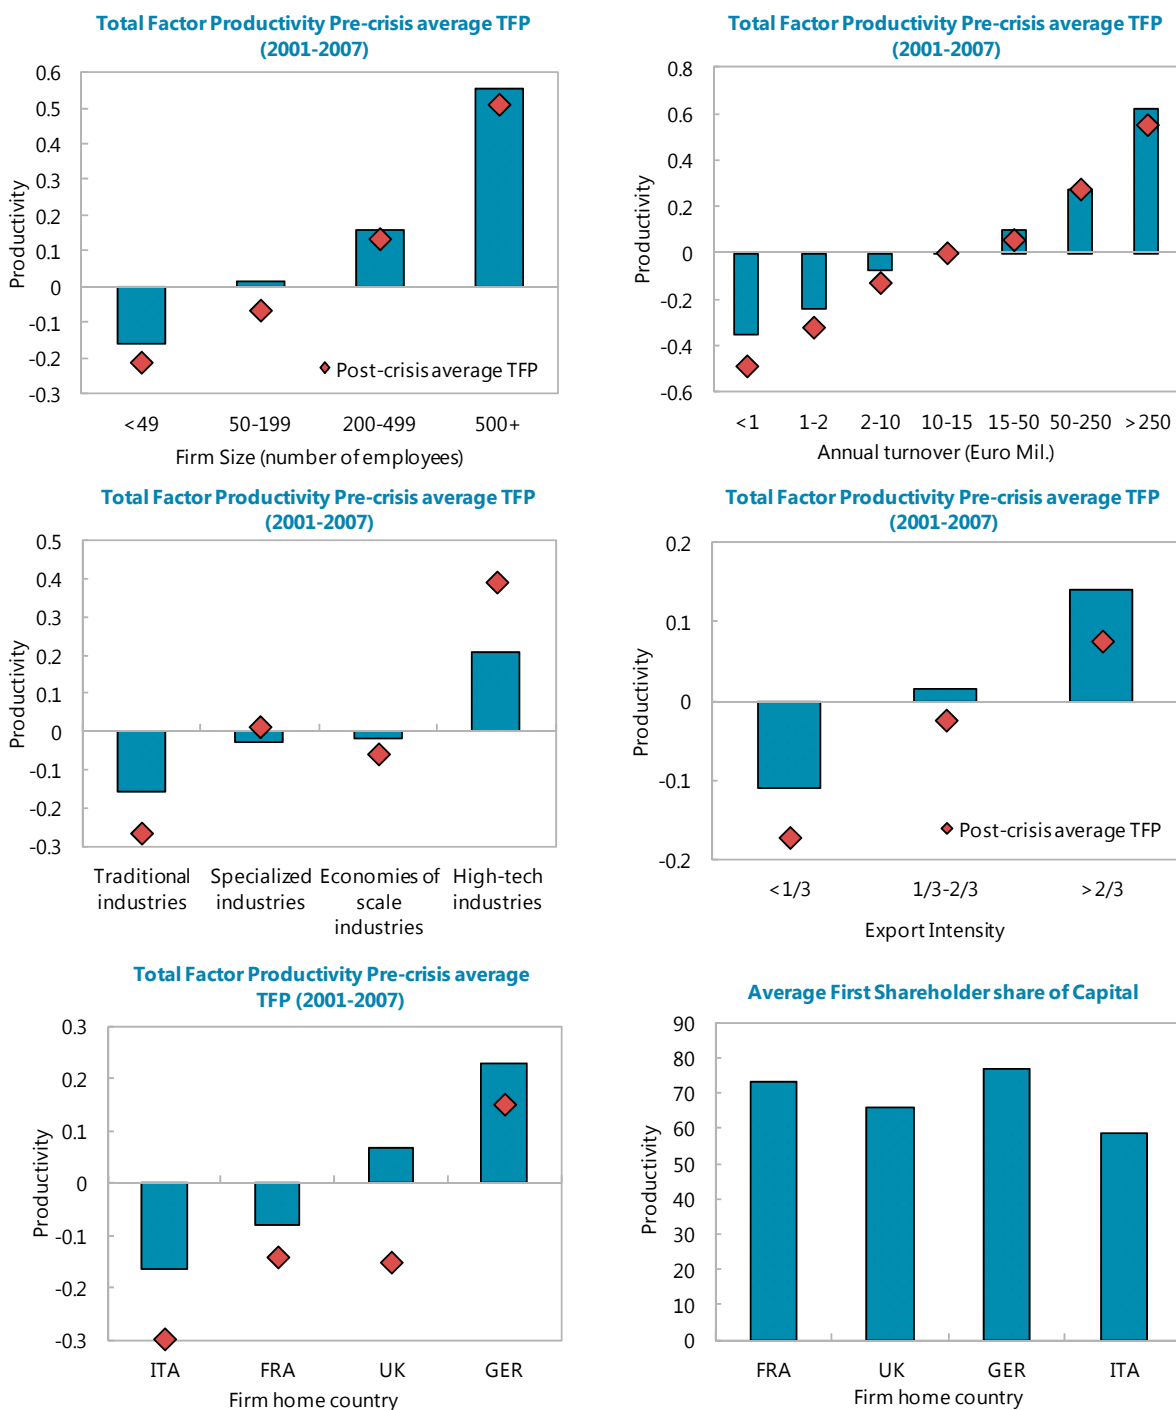 Total Factor Productivity Pre-crisis average TFP
(2001-2007)
Productivity
0.6
0.5
0.4
0.3
0.2
0.1
0
-0.1
-0.2
-0.3
Post-crisis average TFP
<49 50-199 200-499 500+
Firm Size (number of employees)
Total Factor Productivity Pre-crisis average TFP
(2001-2007)
Productivity
0.8
0.6
0.4
0.2
0
-0.2
-0.4
-0.6
<1 1-2 2-10 10-15 15-50 50-250 >250
Annual turnover (Euro Mil.)
Total Factor Productivity Pre-crisis average TFP
(2001-2007)
Productivity
0.5
0.4
0.3
0.2
0.1
0
-0.1
-0.2
-0.3
Traditional Specialized Economies of High-tech
industries industries scale industries
industries
Total Factor Productivity Pre-crisis average TFP
(2001-2007)
Productivity
0.2
0.1
0
-0.1
-0.2
Post-crisis average TFP
<1/3 1/3-2/3 >2/3
Export Intensity
Total Factor Productivity Pre-crisis average
TFP (2001-2007)
Productivity
0.3
0.2
0.1
0
-0.1
-0.2
-0.3
ITA FRA UK GER
Firm home country
Average First Shareholder share of Capital
Productivity
90
80
70
60
50
40
30
20
10
0
FRA UK GER ITA
Firm home country